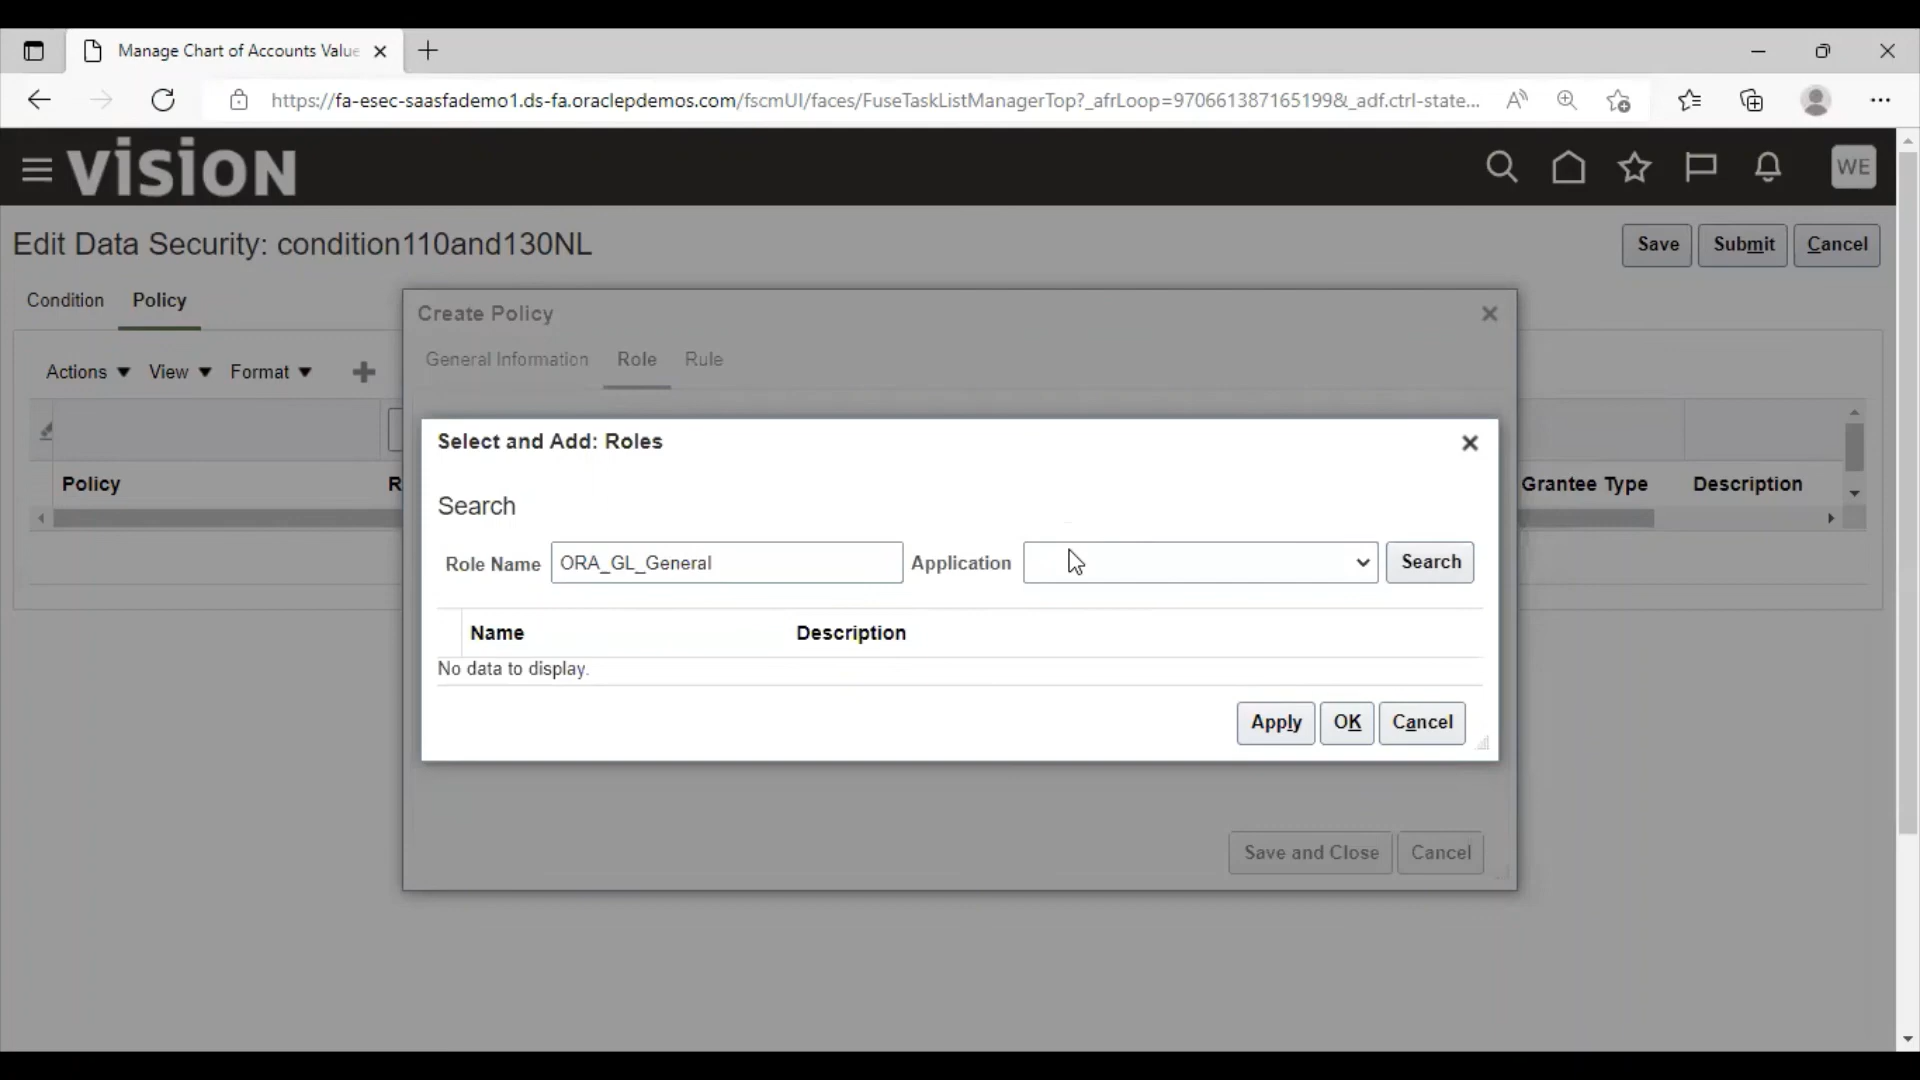 Manage Chart of Accounts Value
https://fa-esec-saasfademo1.ds-fa.oraclepdemos.com/fscmUI/faces/FuseTaskListManagerTop?_afrLoop=970661387165199&_adf.ctrl-state...
VISION
WE
Edit Data Security: condition110and130NL
Save Submit Cancel
Condition Policy
Create Policy
General Information Role Rule
Actions View Format
Select and Add: Roles
Policy
R
Grantee Type Description
Search
Role Name ORA_GL_General Application Search
Name Description
No data to display.
Apply OK Cancel
Save and Close Cancel